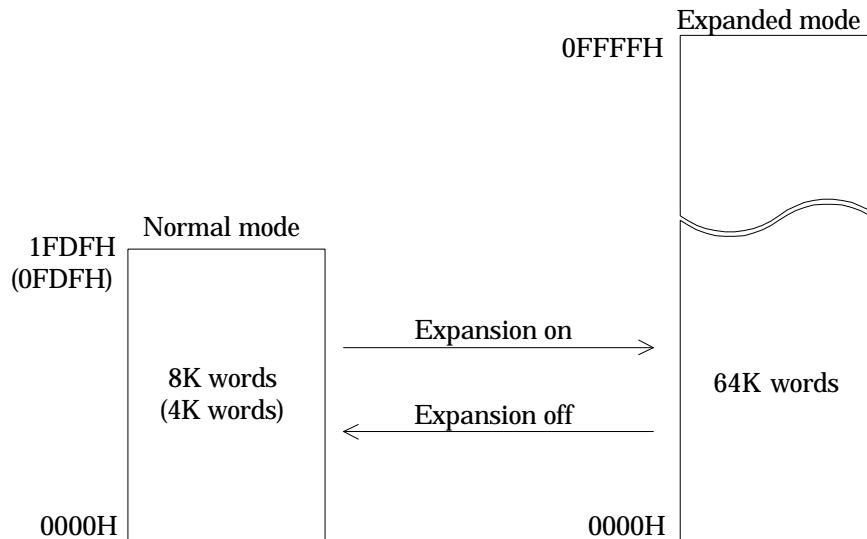 Expanded mode
0FFFFH
Normal mode
1FDFH
(0FDFH)
Expansion on
8K words
(4K words)
64K words
Expansion off
0000H
0000H